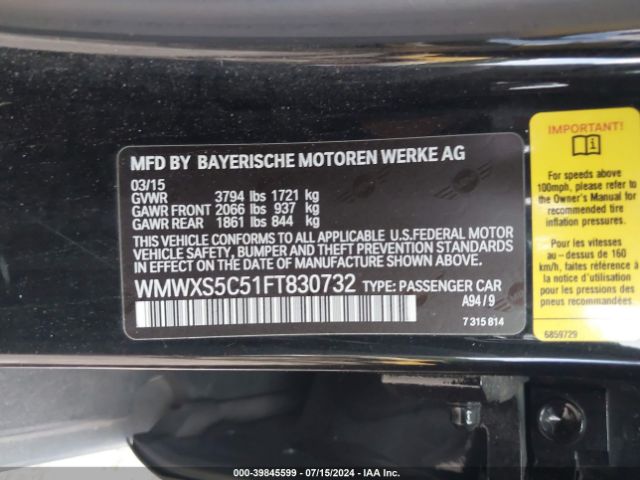 MFD BY BAYERISCHE MOTOREN WERKE AG
03/15
GVWR 3794 lbs 1721 kg
GAWR FRONT 2066 lbs 937 kg
GAWR REAR 1861 lbs 844 kg
THIS VEHICLE CONFORMS TO ALL APPLICABLE U.S.FEDERAL MOTOR
VEHICLE SAFETY, BUMPER, AND THEFT PREVENTION STANDARDS
IN EFFECT ON THE DATE OF MANUFACTURE SHOWN ABOVE.
WMWXS5C51FT830732 TYPE: PASSENGER CAR
A94/9
7 315 814
IMPORTANT!
For speeds above
100mph, please refer to
the Owner's Manual for
recommended tire
inflation pressures.
Pour les vitesses
au-dessus de 160
km/h, faites référence à
la notice d'utilisation
pour les pressions des
pneus recommandées.
6859729
000-39845599 / 07/15/2024 - IAA Inc.